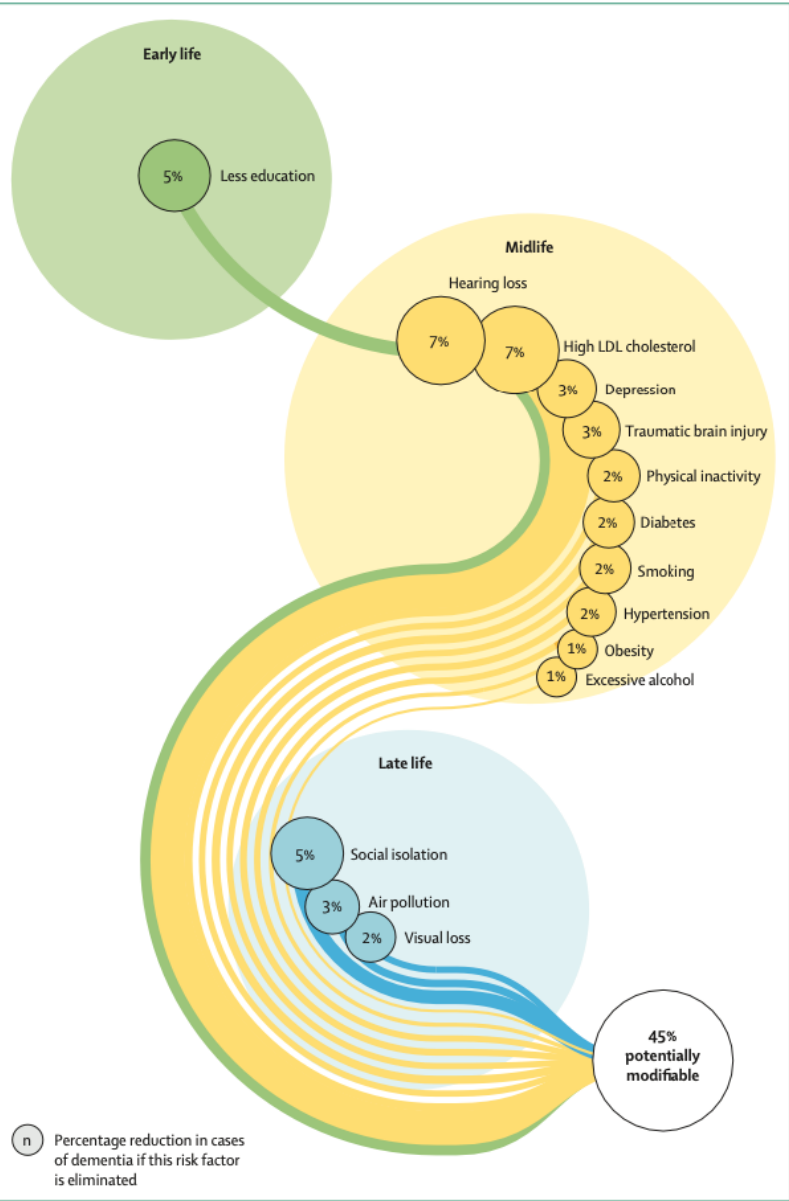 Early life
5%
Less education
Midlife
Hearing loss
7%
7%
High LDL cholesterol
3%
Depression
3%
Traumatic brain injury
2%
Physical inactivity
2%
Diabetes
2%
Smoking
2%
Hypertension
1%
Obesity
1%
Excessive alcohol
Late life
5%
Social isolation
3%
Air pollution
2%
Visual loss
45%
potentially
modifiable
n
Percentage reduction in cases
of dementia if this risk factor
is eliminated